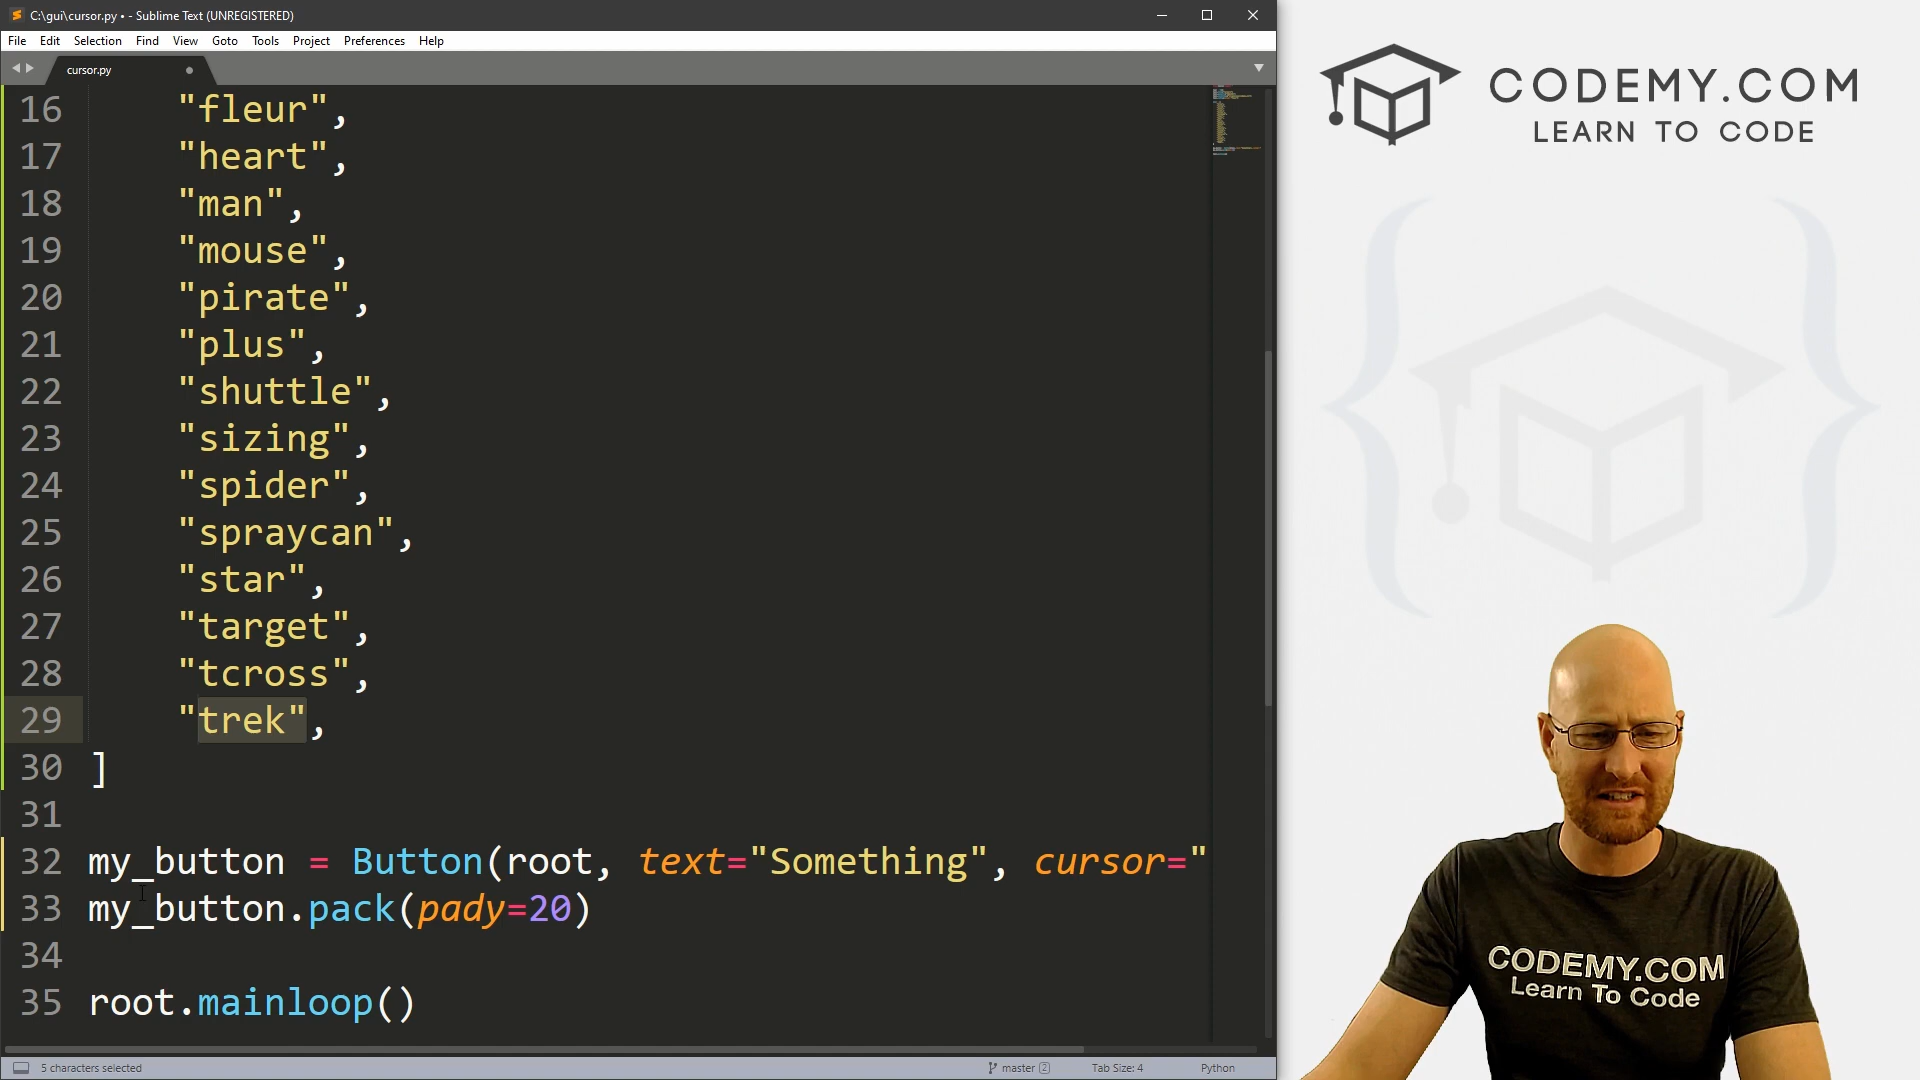 C:\gui\cursor.py • - Sublime Text (UNREGISTERED)
File Edit Selection Find View Goto Tools Project Preferences Help
cursor.py
16 "fleur",
17 "heart",
18 "man",
19 "mouse",
20 "pirate",
21 "plus",
22 "shuttle",
23 "sizing",
24 "spider",
25 "spraycan",
26 "star",
27 "target",
28 "tcross",
29 "trek",
30 ]
31
32 my_button = Button(root, text="Something", cursor="
33 my_button.pack(pady=20)
34
35 root.mainloop()
5 characters selected
master 2
Tab Size: 4
Python
CODEMY.COM
LEARN TO CODE
CODEMY.COM
Learn To Code